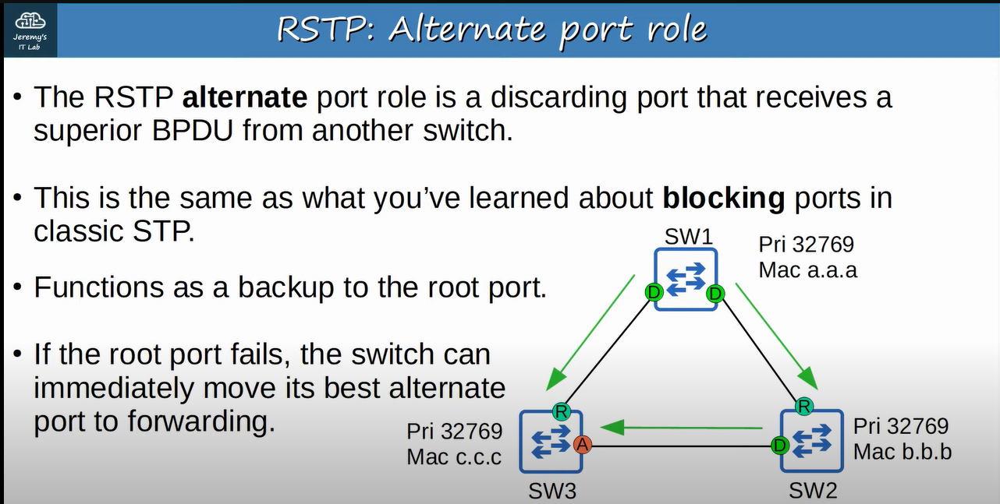 Jeremy's
IT Lab
RSTP: Alternate port role
• The RSTP alternate port role is a discarding port that receives a
superior BPDU from another switch.
• This is the same as what you've learned about blocking ports in
classic STP.
• Functions as a backup to the root port.
• If the root port fails, the switch can
immediately move its best alternate
port to forwarding.
SW1
Pri 32769
Mac a.a.a
D
D
R
R
Pri 32769
Mac c.c.c
A
D
Pri 32769
Mac b.b.b
SW3
SW2